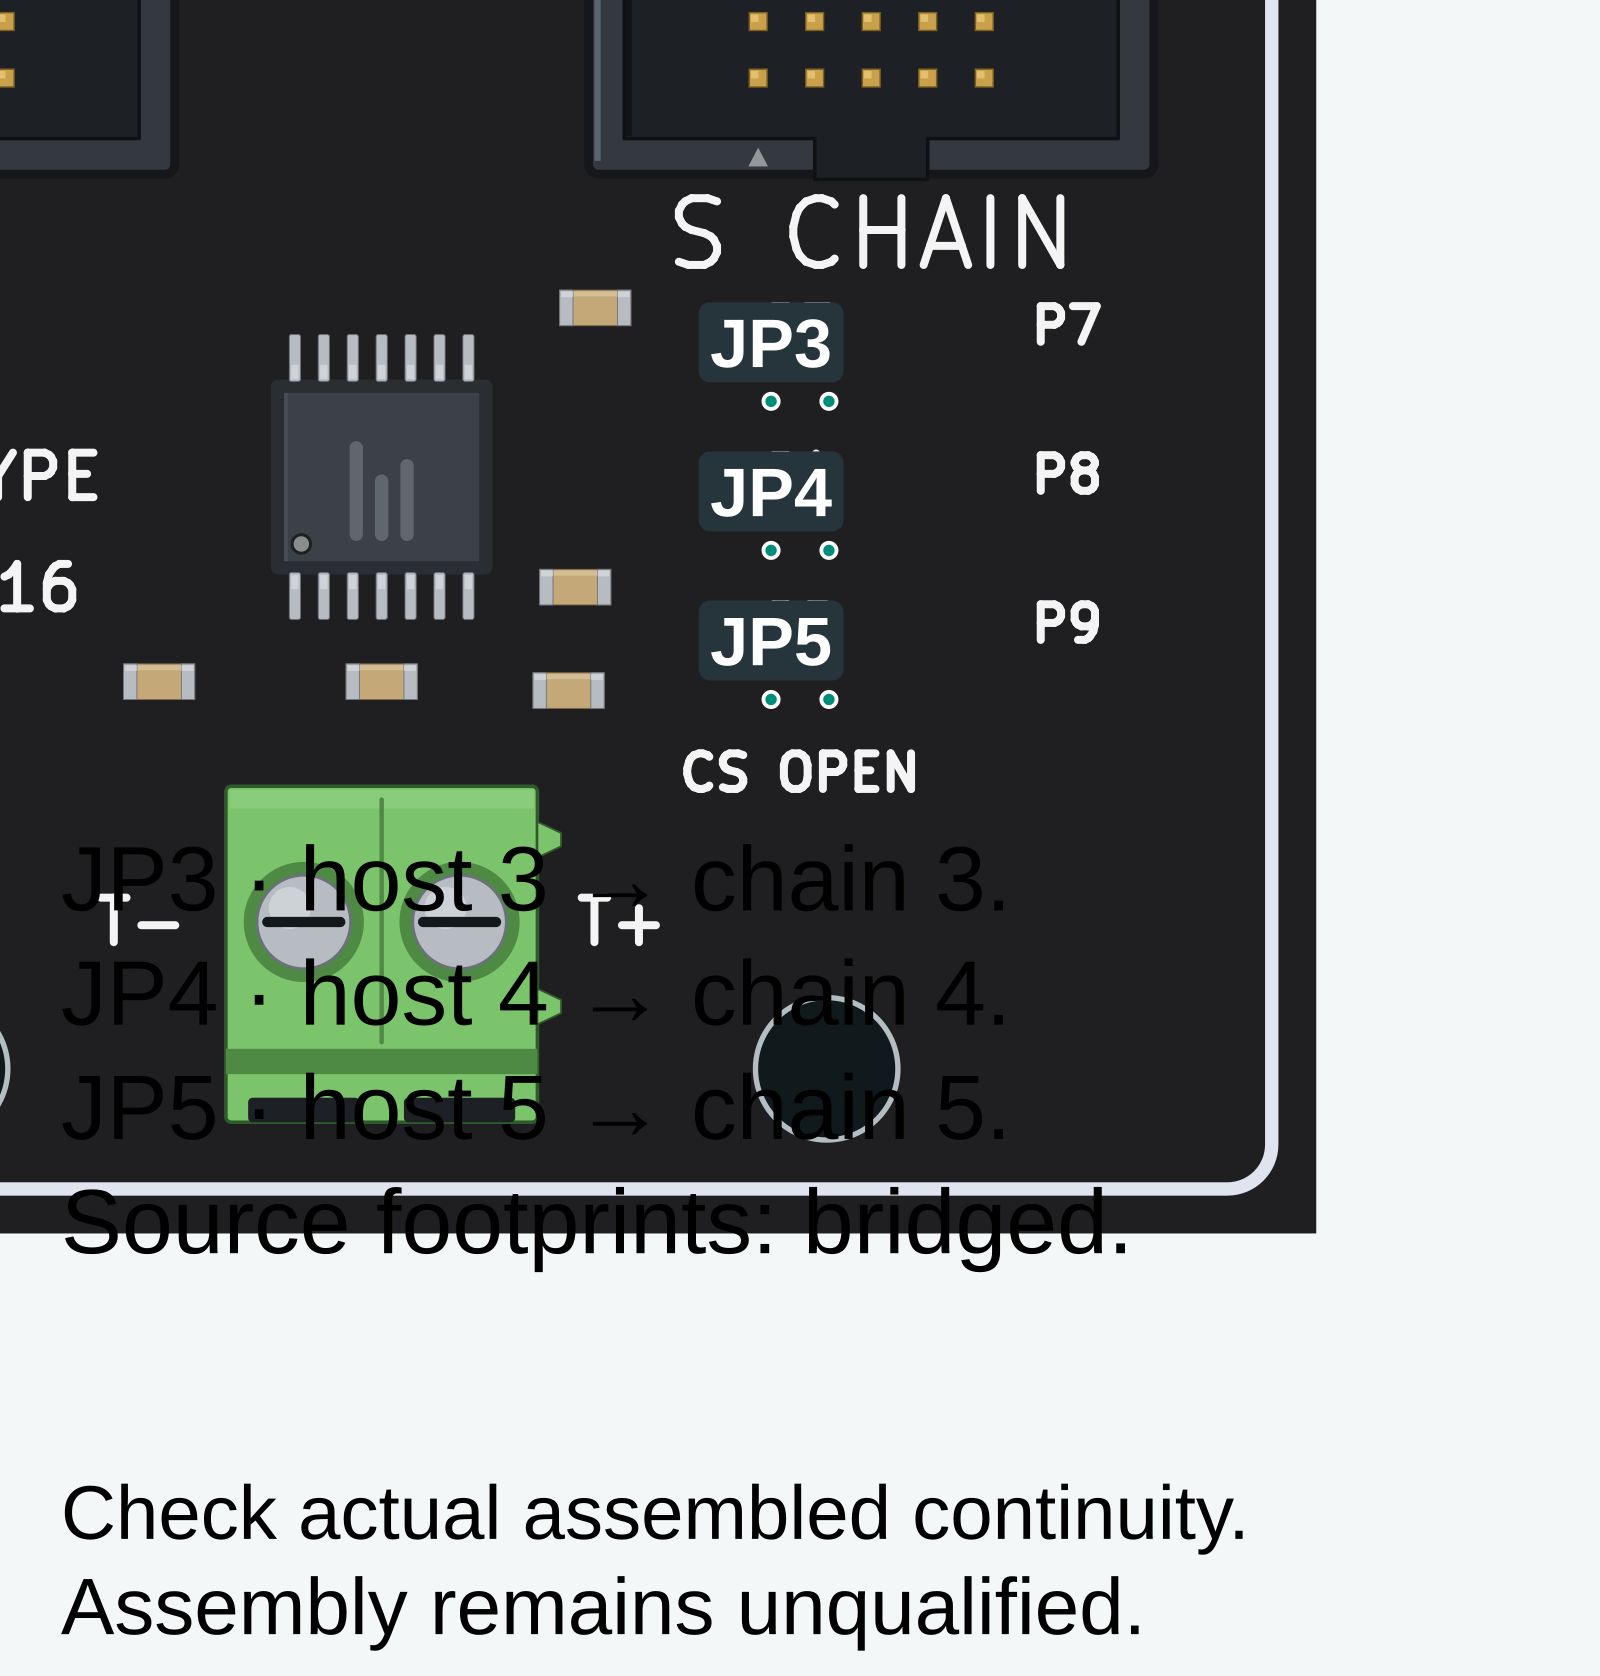 S CHAIN
JP3 P7
YPE JP4 P8
16
JP5 P9
CS OPEN
JP3 · host 3 → chain 3.
T− T+
JP4 · host 4 → chain 4.
JP5 · host 5 → chain 5.
Source footprints: bridged.
Check actual assembled continuity.
Assembly remains unqualified.